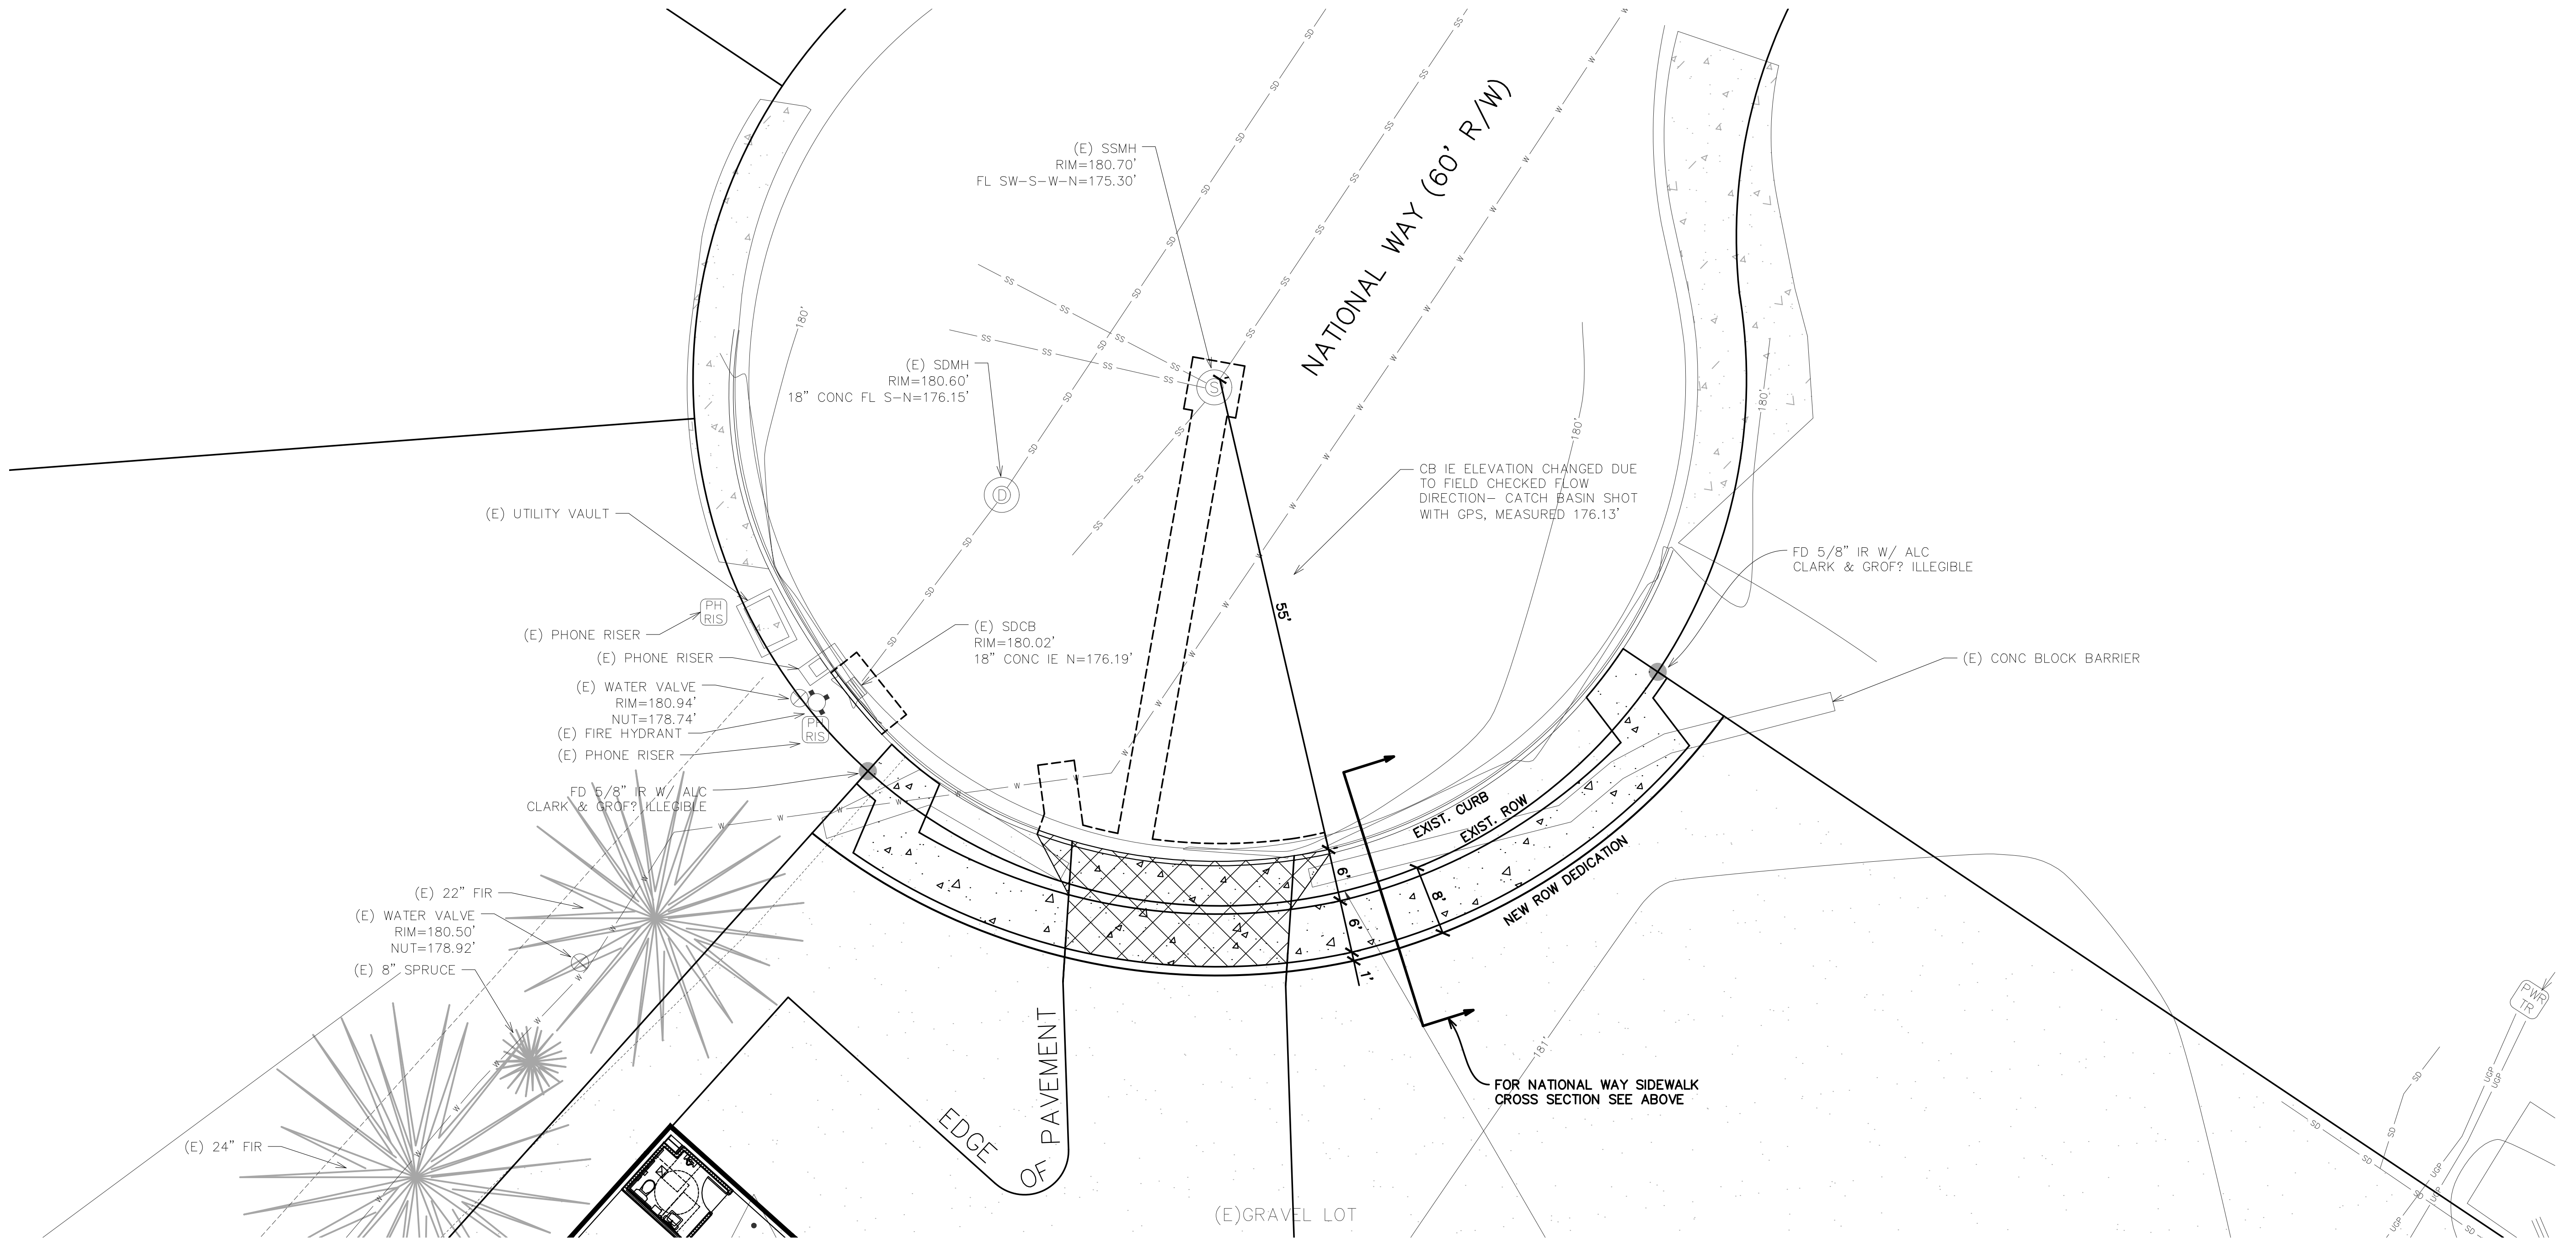 (E) SSMH
RIM=180.70'
FL SW-S-W-N=175.30'
NATIONAL WAY (60' R/W)
180'
(E) SDMH
RIM=180.60'
18" CONC FL S-N=176.15'
S
D
180'
180'
CB IE ELEVATION CHANGED DUE
TO FIELD CHECKED FLOW
DIRECTION- CATCH BASIN SHOT
WITH GPS, MEASURED 176.13'
(E) UTILITY VAULT
FD 5/8" IR W/ ALC
CLARK & GROF? ILLEGIBLE
PH
RIS
(E) PHONE RISER
55'
(E) SDCB
RIM=180.02'
18" CONC IE N=176.19'
(E) PHONE RISER
(E) CONC BLOCK BARRIER
(E) WATER VALVE
RIM=180.94'
NUT=178.74'
(E) FIRE HYDRANT
PH
RIS
(E) PHONE RISER
FD 5/8" IR W/ ALC
CLARK & GROF? ILLEGIBLE
EXIST. CURB
EXIST. ROW
NEW ROW DEDICATION
6'
8'
6'
1'
(E) 22" FIR
(E) WATER VALVE
RIM=180.50'
NUT=178.92'
(E) 8" SPRUCE
PWR
TR
181'
EDGE
OF
PAVEMENT
FOR NATIONAL WAY SIDEWALK
CROSS SECTION SEE ABOVE
(E) 24" FIR
(E)GRAVEL LOT
SD
SS
W
UGP